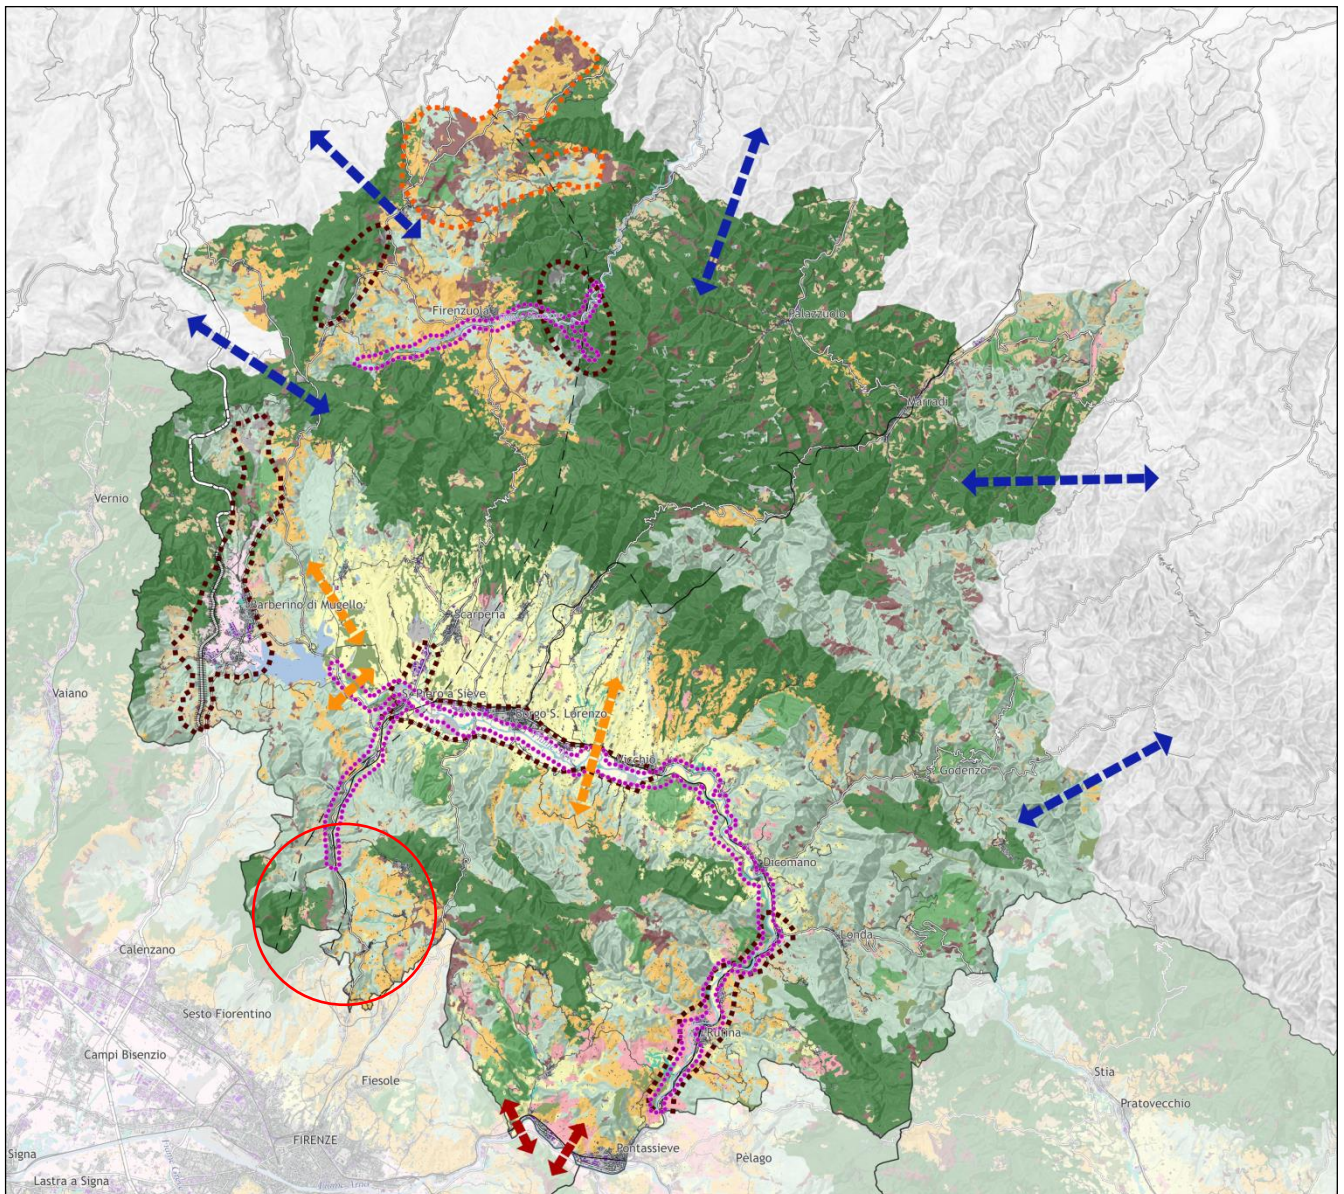 Firenzuola
Palazzuolo
Marradi
Vernio
Barberino di Mugello
Scarperia
Vaiano
S. Piero a Sieve
Borgo S. Lorenzo
Vicchio
S. Godenzo
Dicomano
Londa
Calenzano
Sesto Fiorentino
Rufina
Campi Bisenzio
Fiesole
Stia
Pratovecchio
FIRENZE
Pontassieve
Pelago
Signa
Lastra a Signa